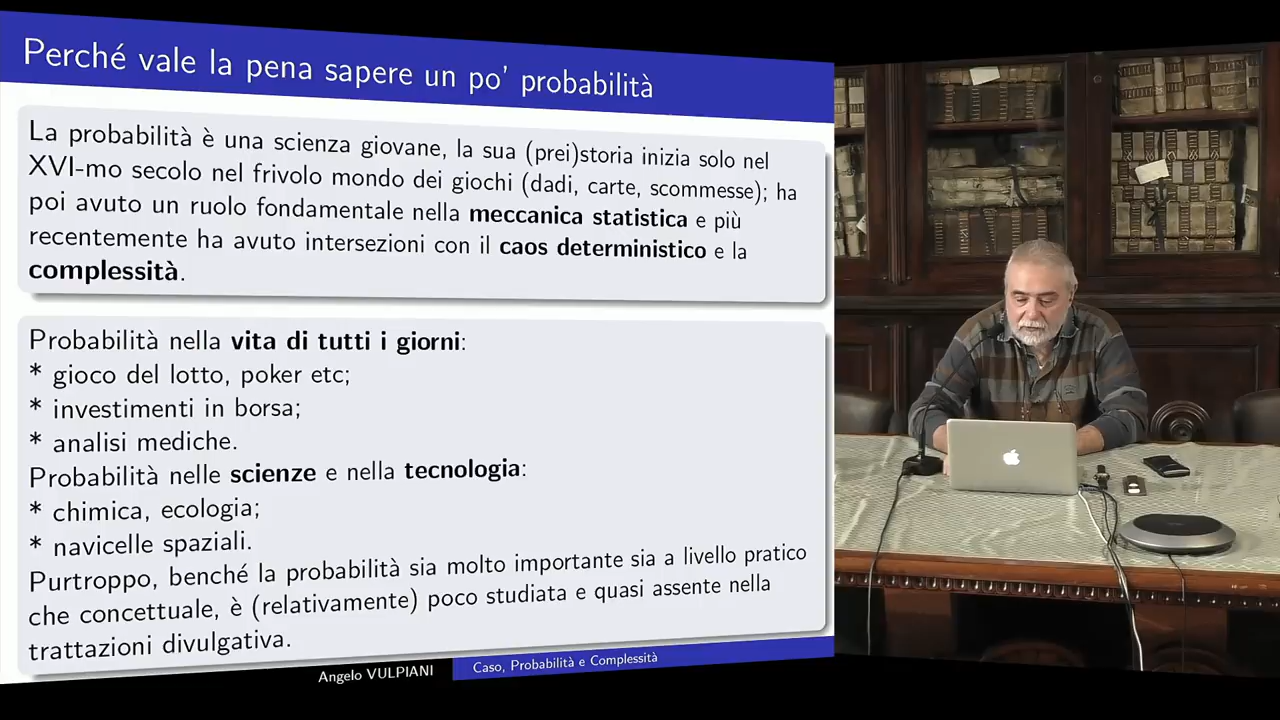 Perché vale la pena sapere un po' probabilità
La probabilità è una scienza giovane, la sua (prei)storia inizia solo nel
XVI-mo secolo nel frivolo mondo dei giochi (dadi, carte, scommesse); ha
poi avuto un ruolo fondamentale nella meccanica statistica e più
recentemente ha avuto intersezioni con il caos deterministico e la
complessità.
Probabilità nella vita di tutti i giorni:
* gioco del lotto, poker etc;
* investimenti in borsa;
* analisi mediche.
Probabilità nelle scienze e nella tecnologia:
* chimica, ecologia;
* navicelle spaziali.
Purtroppo, benché la probabilità sia molto importante sia a livello pratico
che concettuale, è (relativamente) poco studiata e quasi assente nella
trattazioni divulgativa.
Angelo VULPIANI
Caso, Probabilità e Complessità